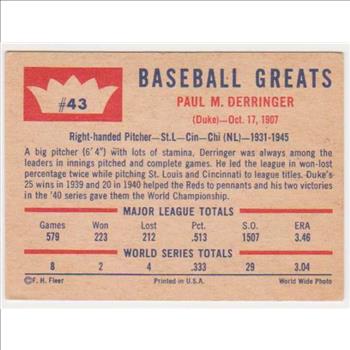 #43
BASEBALL GREATS
PAUL M. DERRINGER
(Duke)—Oct. 17, 1907
Right-handed Pitcher—St.L—Cin—Chi (NL)—1931-1945
A big pitcher (6' 4") with lots of stamina, Derringer was always among the
leaders in innings pitched and complete games. He led the league in won-lost
percentage twice while pitching St. Louis and Cincinnati to league titles. Duke's
25 wins in 1939 and 20 in 1940 helped the Reds to pennants and his two victories
in the '40 series gave them the World Championship.
MAJOR LEAGUE TOTALS
Games Won Lost Pct. S.O. ERA
579 223 212 .513 1507 3.46
WORLD SERIES TOTALS
8 2 4 .333 29 3.04
©F. H. Fleer Printed in U.S.A. World Wide Photo